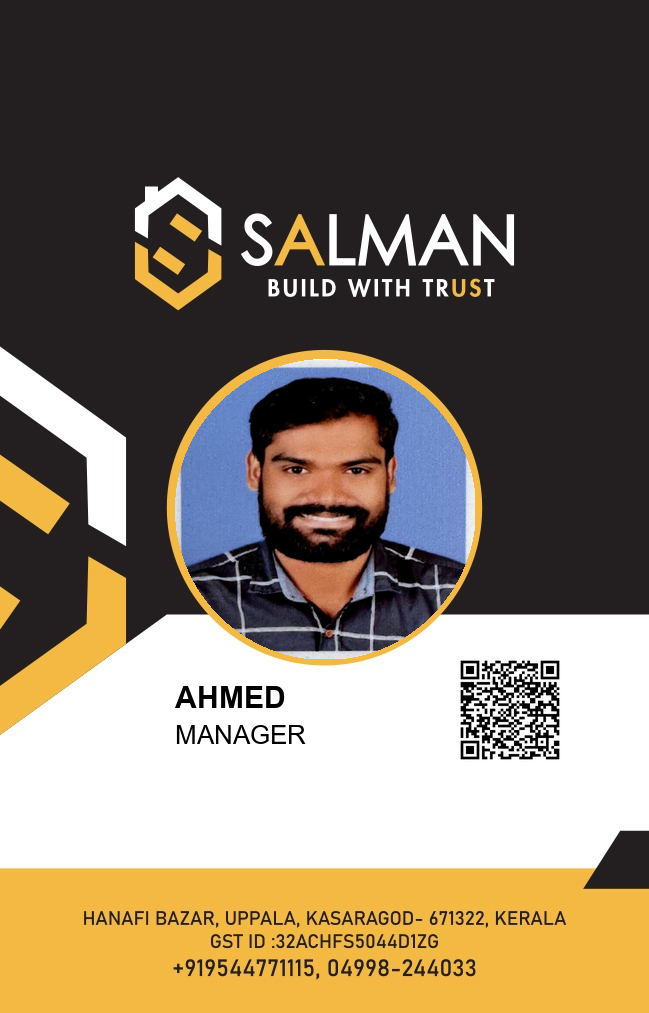 SALMAN
BUILD WITH TRUST
AHMED
MANAGER
HANAFI BAZAR, UPPALA, KASARAGOD- 671322, KERALA
GST ID :32ACHFS5044D1ZG
+919544771115, 04998-244033